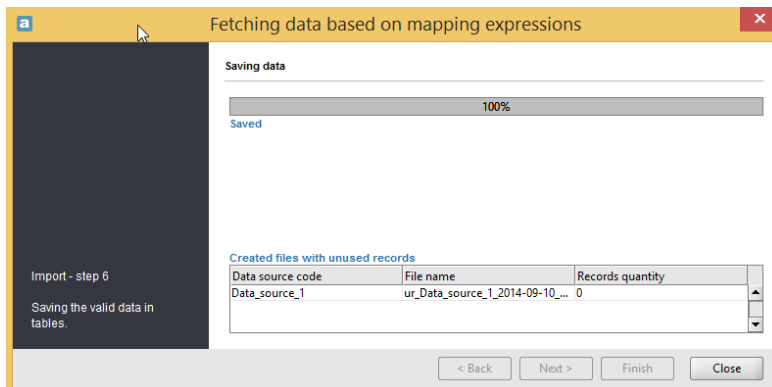 a
Fetching data based on mapping expressions
x
Saving data
100%
Saved
Created files with unused records
Data source code File name Records quantity
Data_source_1 ur_Data_source_1_2014-09-10_... 0
Import - step 6
Saving the valid data in
tables.
< Back Next > Finish Close